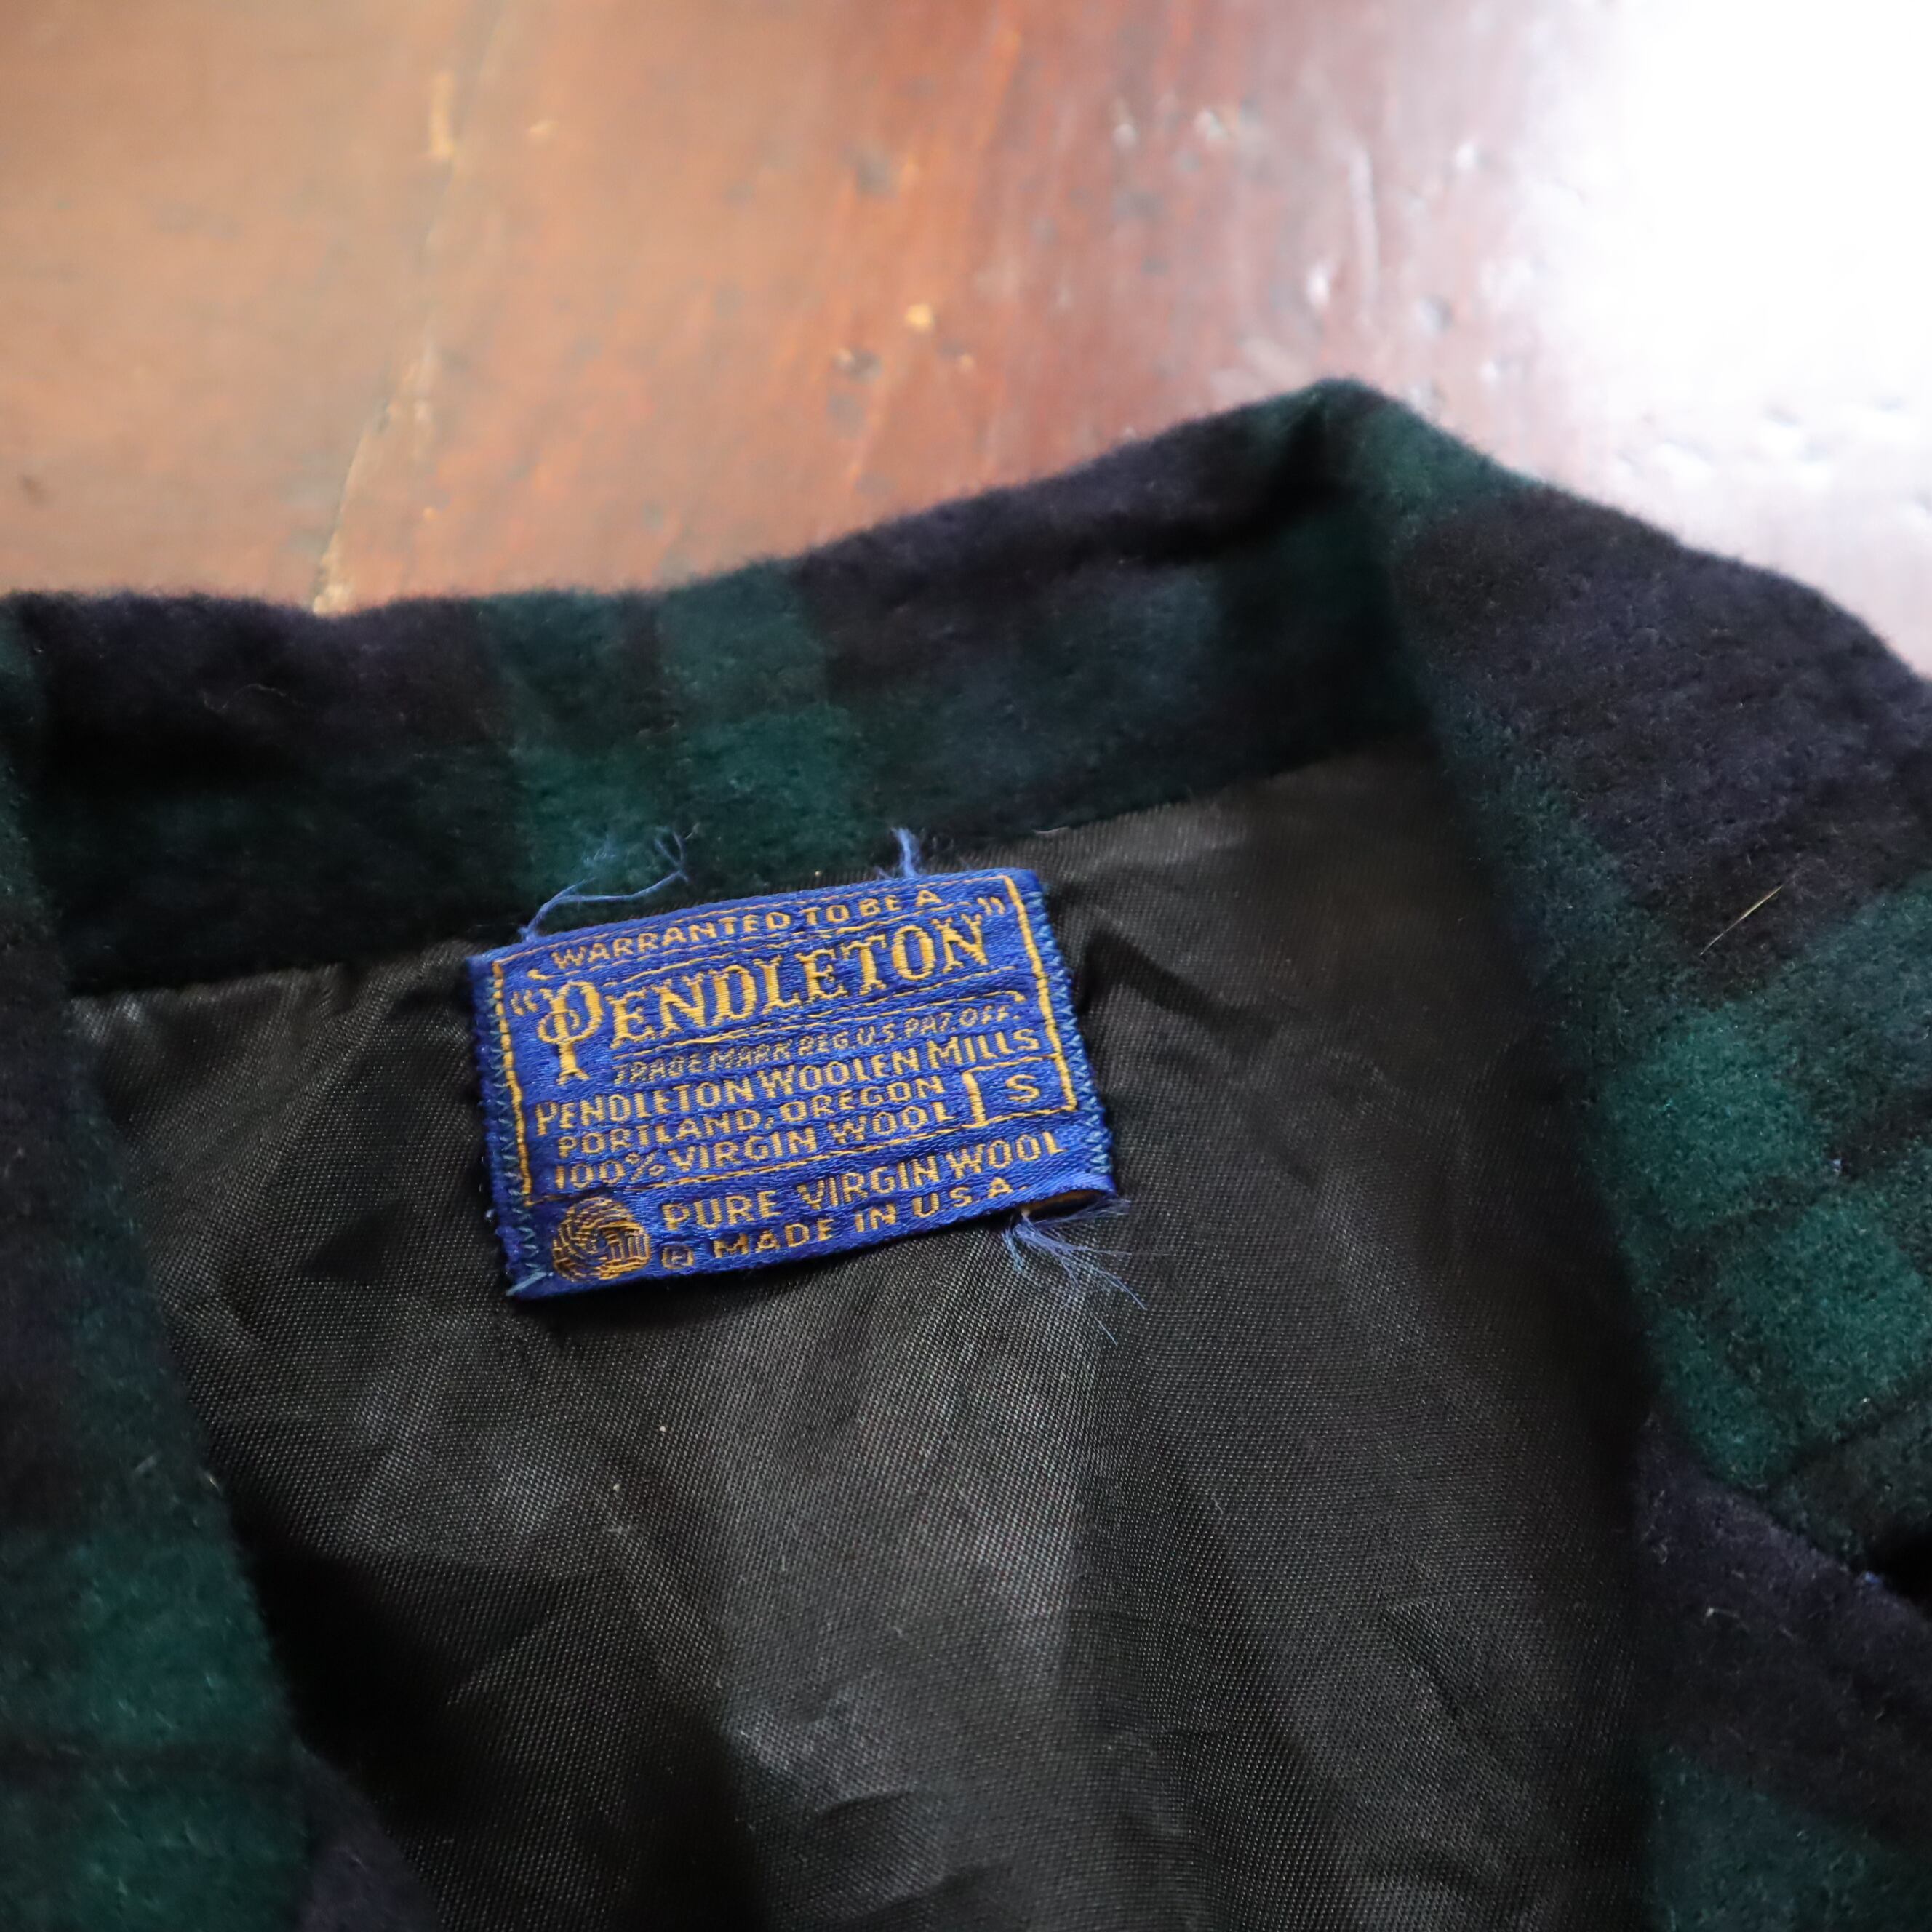 WARRANTED TO BE A
"PENDLETON"
TRADE MARK REG. U.S. PAT. OFF.
PENDLETON WOOLEN MILLS
PORTLAND, OREGON
100% VIRGIN WOOL
S
PURE VIRGIN WOOL
Ⓡ MADE IN U.S.A.